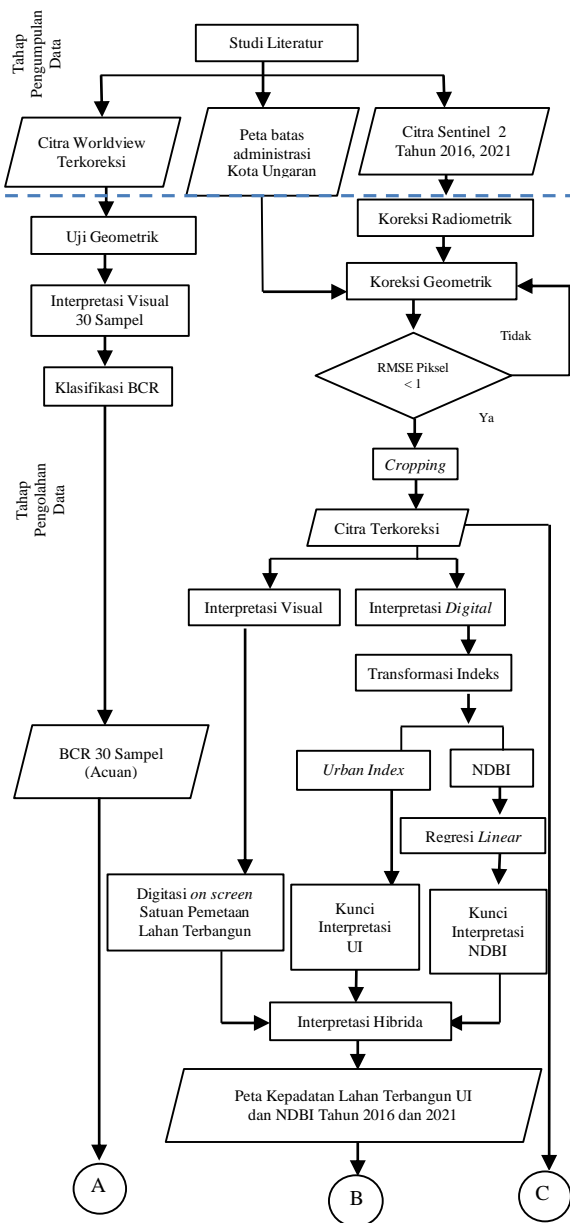 Tahap
Pengumpulan
Data
Studi Literatur
Citra Worldview
Terkoreksi
Peta batas
administrasi
Kota Ungaran
Citra Sentinel 2
Tahun 2016, 2021
Uji Geometrik
Koreksi Radiometrik
Interpretasi Visual
30 Sampel
Koreksi Geometrik
Tidak
Klasifikasi BCR
RMSE Piksel
< 1
Ya
Cropping
Tahap
Pengolahan
Data
Citra Terkoreksi
Interpretasi Visual
Interpretasi Digital
Transformasi Indeks
BCR 30 Sampel
(Acuan)
Urban Index
NDBI
Regresi Linear
Digitasi on screen
Satuan Pemetaan
Lahan Terbangun
Kunci
Interpretasi
UI
Kunci
Interpretasi
NDBI
Interpretasi Hibrida
Peta Kepadatan Lahan Terbangun UI
dan NDBI Tahun 2016 dan 2021
A
B
C